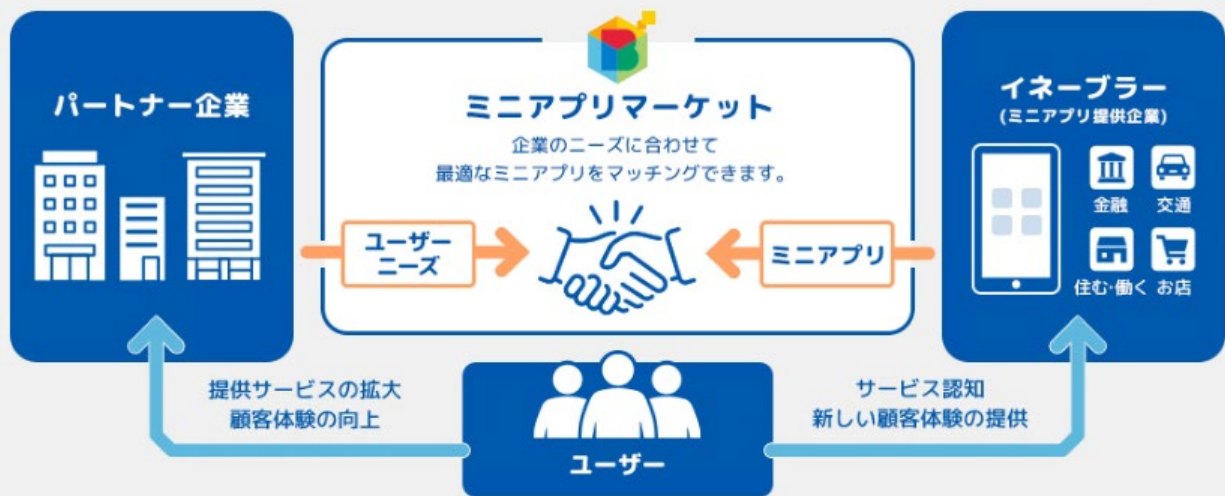 パートナー企業
ミニアプリマーケット
企業のニーズに合わせて
最適なミニアプリをマッチングできます。
ユーザー
ニーズ
ミニアプリ
イネーブラー
(ミニアプリ提供企業)
金融
交通
住む・働く
お店
提供サービスの拡大
顧客体験の向上
サービス認知
新しい顧客体験の提供
ユーザー